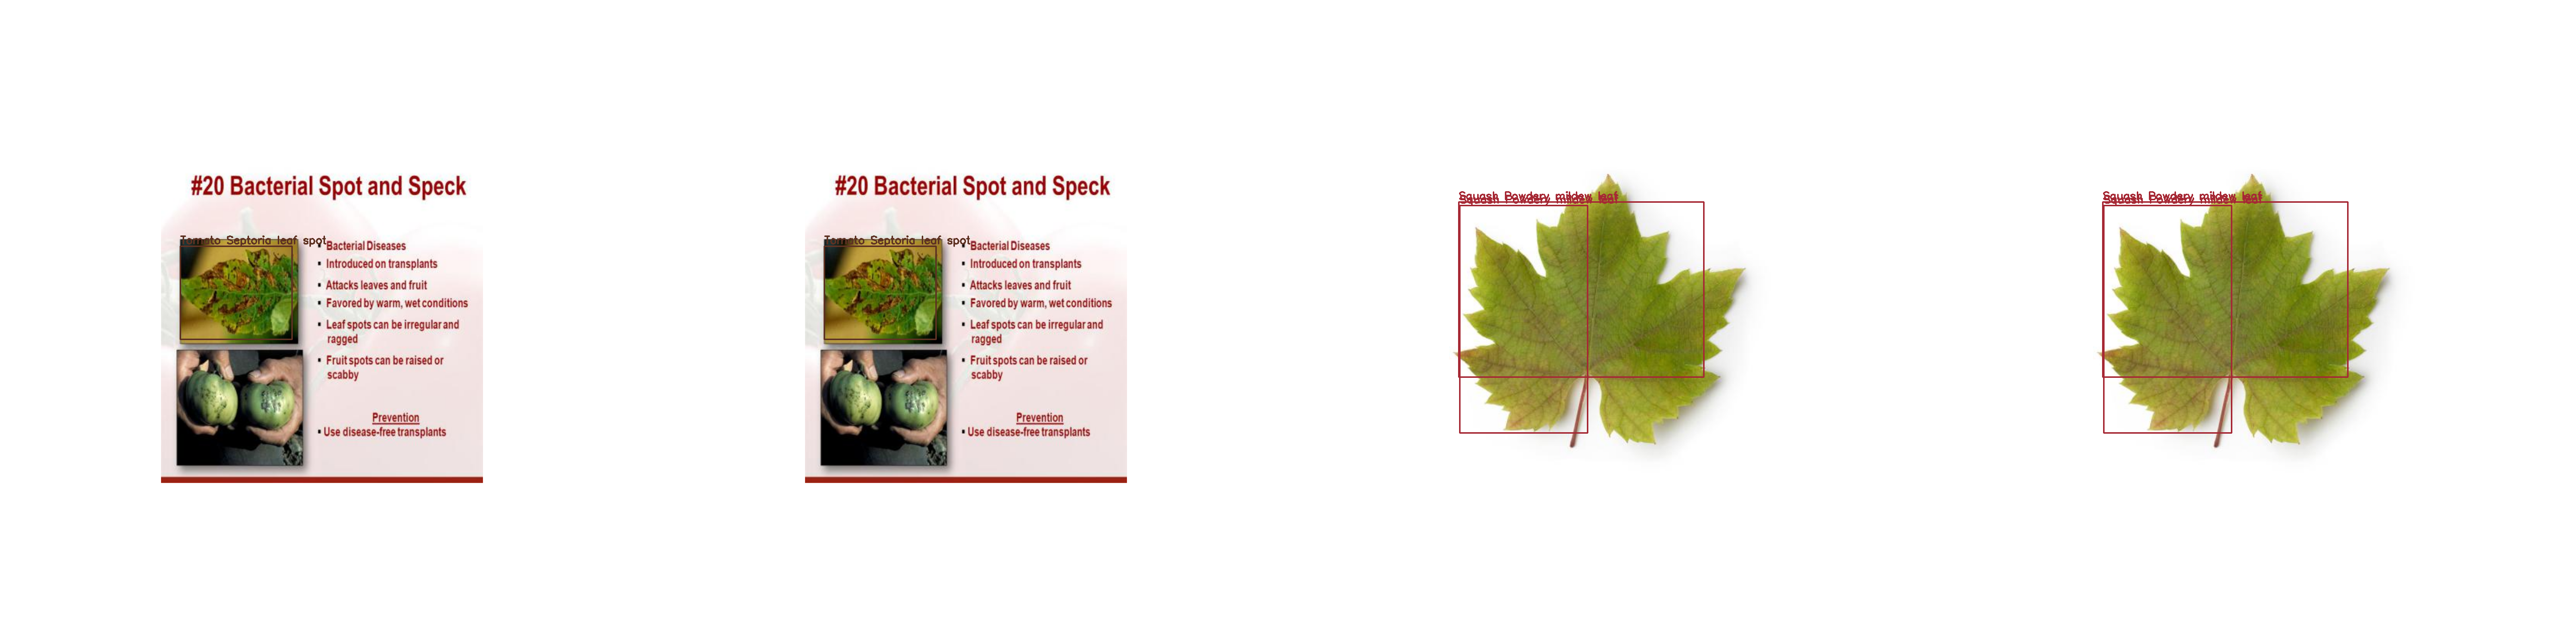 #20 Bacterial Spot and Speck
Tomato Septoria leaf spot
▪ Bacterial Diseases
▪ Introduced on transplants
▪ Attacks leaves and fruit
▪ Favored by warm, wet conditions
▪ Leaf spots can be irregular and
ragged
▪ Fruit spots can be raised or
scabby
Prevention
▪ Use disease-free transplants
#20 Bacterial Spot and Speck
Tomato Septoria leaf spot
▪ Bacterial Diseases
▪ Introduced on transplants
▪ Attacks leaves and fruit
▪ Favored by warm, wet conditions
▪ Leaf spots can be irregular and
ragged
▪ Fruit spots can be raised or
scabby
Prevention
▪ Use disease-free transplants
Squash Powdery mildew leaf
Squash Powdery mildew leaf
Squash Powdery mildew leaf
Squash Powdery mildew leaf